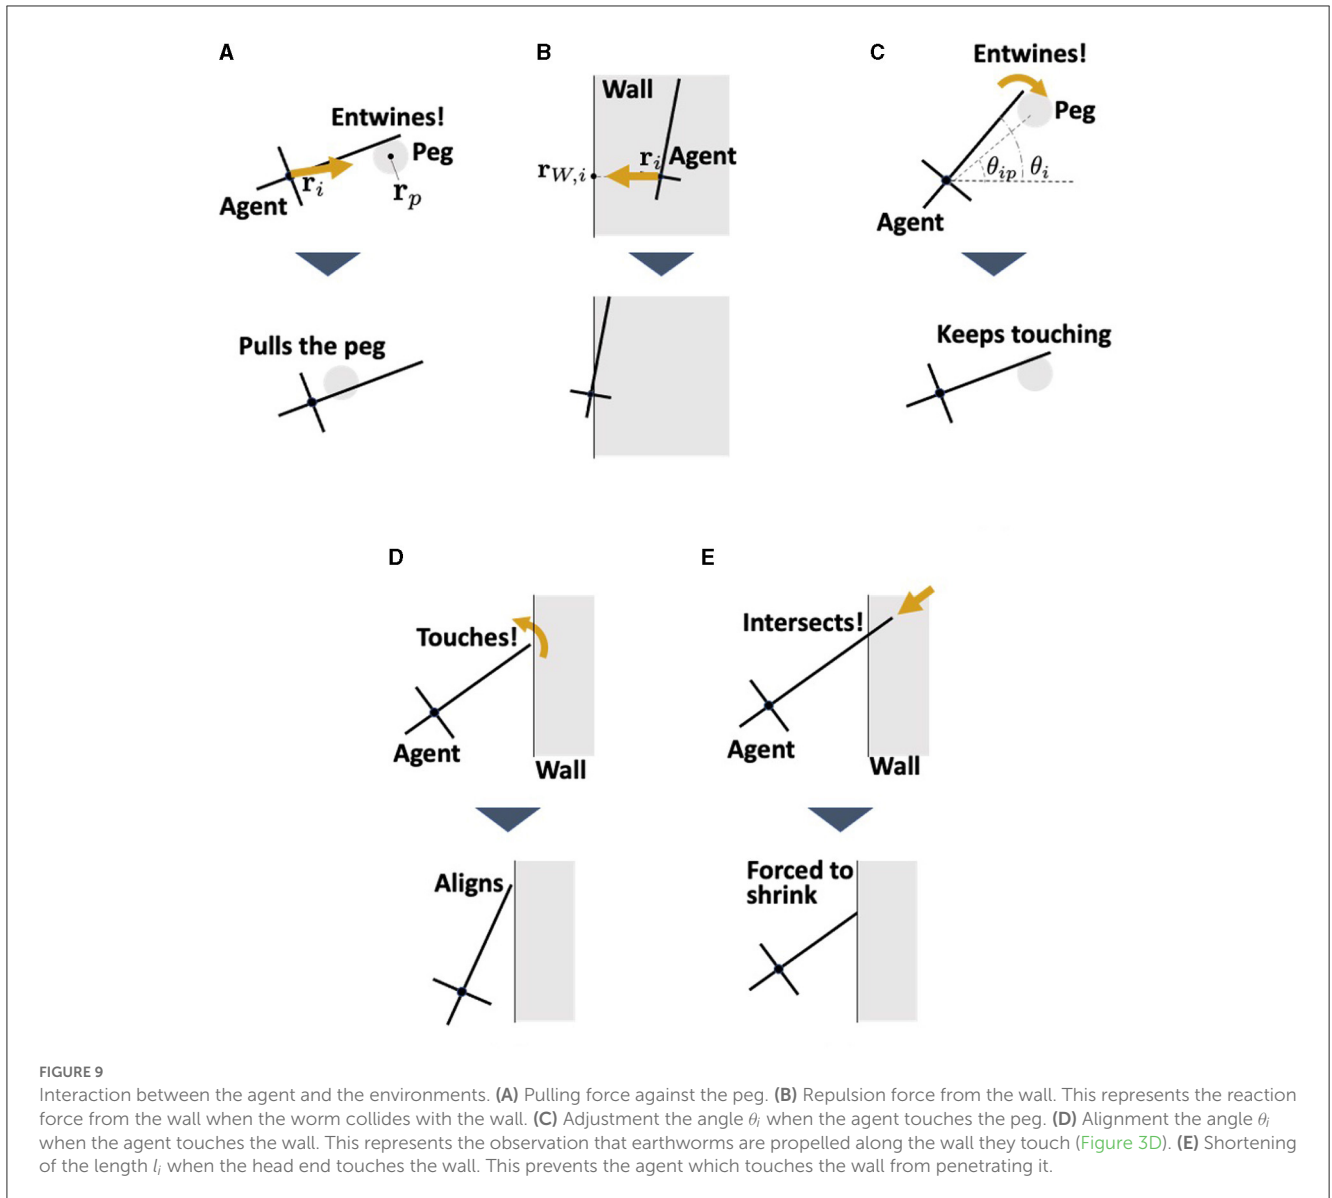 A
Entwines!
Peg
r_i
r_p
Agent
Pulls the peg
B
Wall
r_i Agent
r_{W,i}
C
Entwines!
Peg
θ_{ip} θ_i
Agent
Keeps touching
D
Touches!
Agent
Wall
Aligns
E
Intersects!
Agent
Wall
Forced to
shrink
FIGURE 9
Interaction between the agent and the environments. (A) Pulling force against the peg. (B) Repulsion force from the wall. This represents the reaction
force from the wall when the worm collides with the wall. (C) Adjustment the angle θ_i when the agent touches the peg. (D) Alignment the angle θ_i
when the agent touches the wall. This represents the observation that earthworms are propelled along the wall they touch (Figure 3D). (E) Shortening
of the length l_i when the head end touches the wall. This prevents the agent which touches the wall from penetrating it.